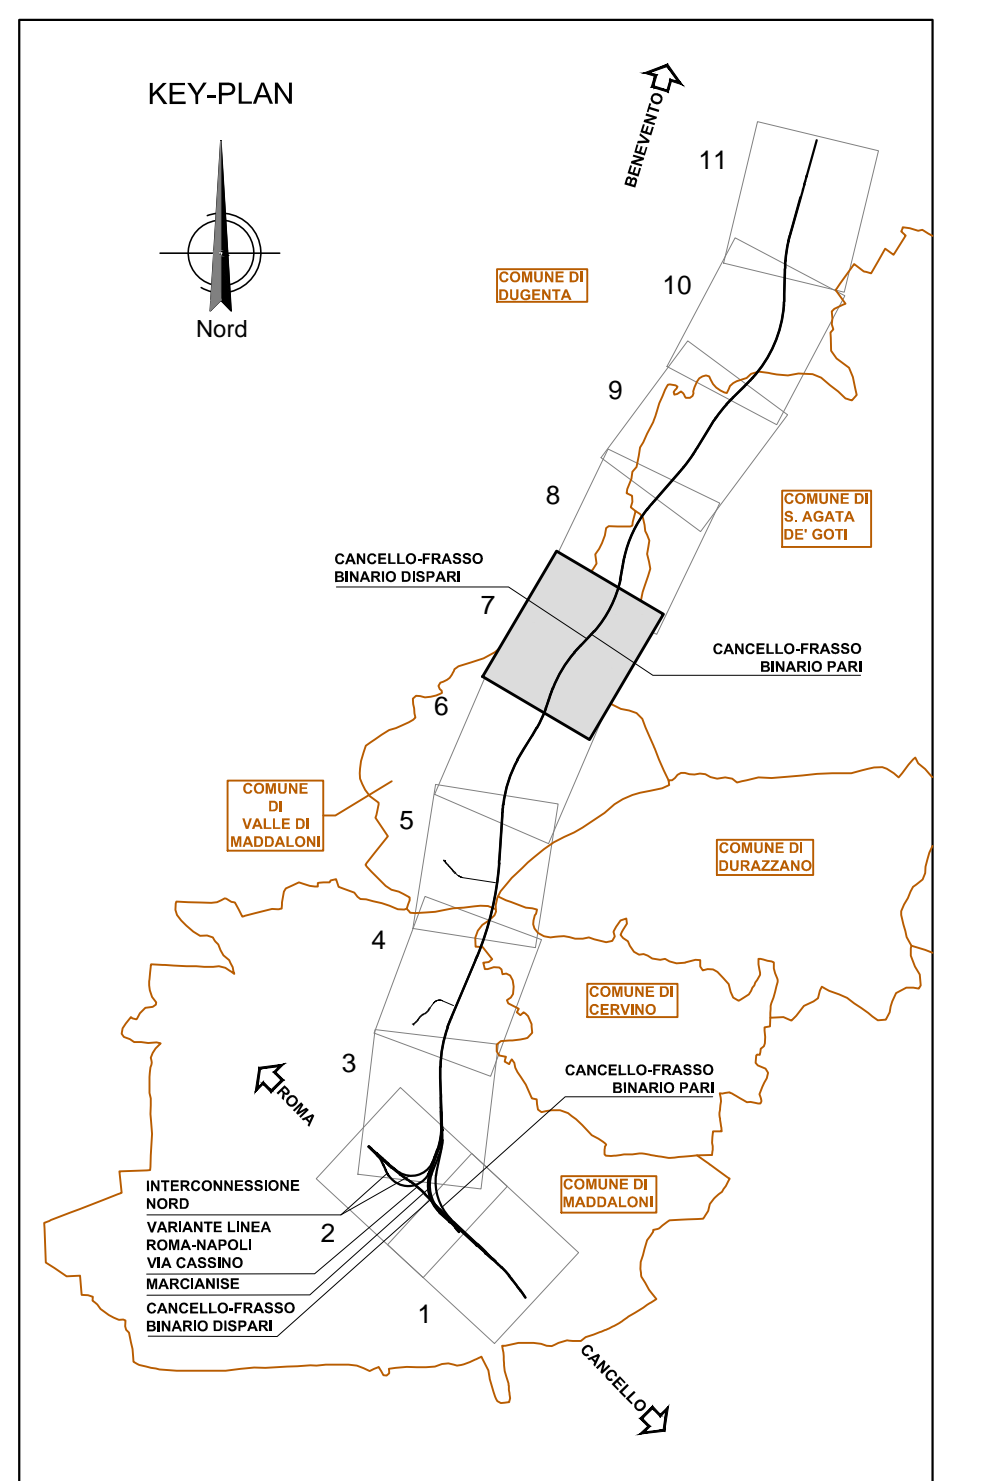 KEY-PLAN
Nord
BENEVENTO
11
COMUNE DI
DUGENTA
10
9
8
COMUNE DI
S. AGATA
DE' GOTI
CANCELLO-FRASSO
BINARIO DISPARI
7
CANCELLO-FRASSO
BINARIO PARI
6
COMUNE
DI
VALLE DI
MADDALONI
5
COMUNE DI
DURAZZANO
4
COMUNE DI
CERVINO
3
CANCELLO-FRASSO
BINARIO PARI
ROMA
INTERCONNESSIONE
NORD
COMUNE DI
MADDALONI
2
VARIANTE LINEA
ROMA-NAPOLI
VIA CASSINO
MARCIANISE
CANCELLO-FRASSO
BINARIO DISPARI
1
CANCELLO